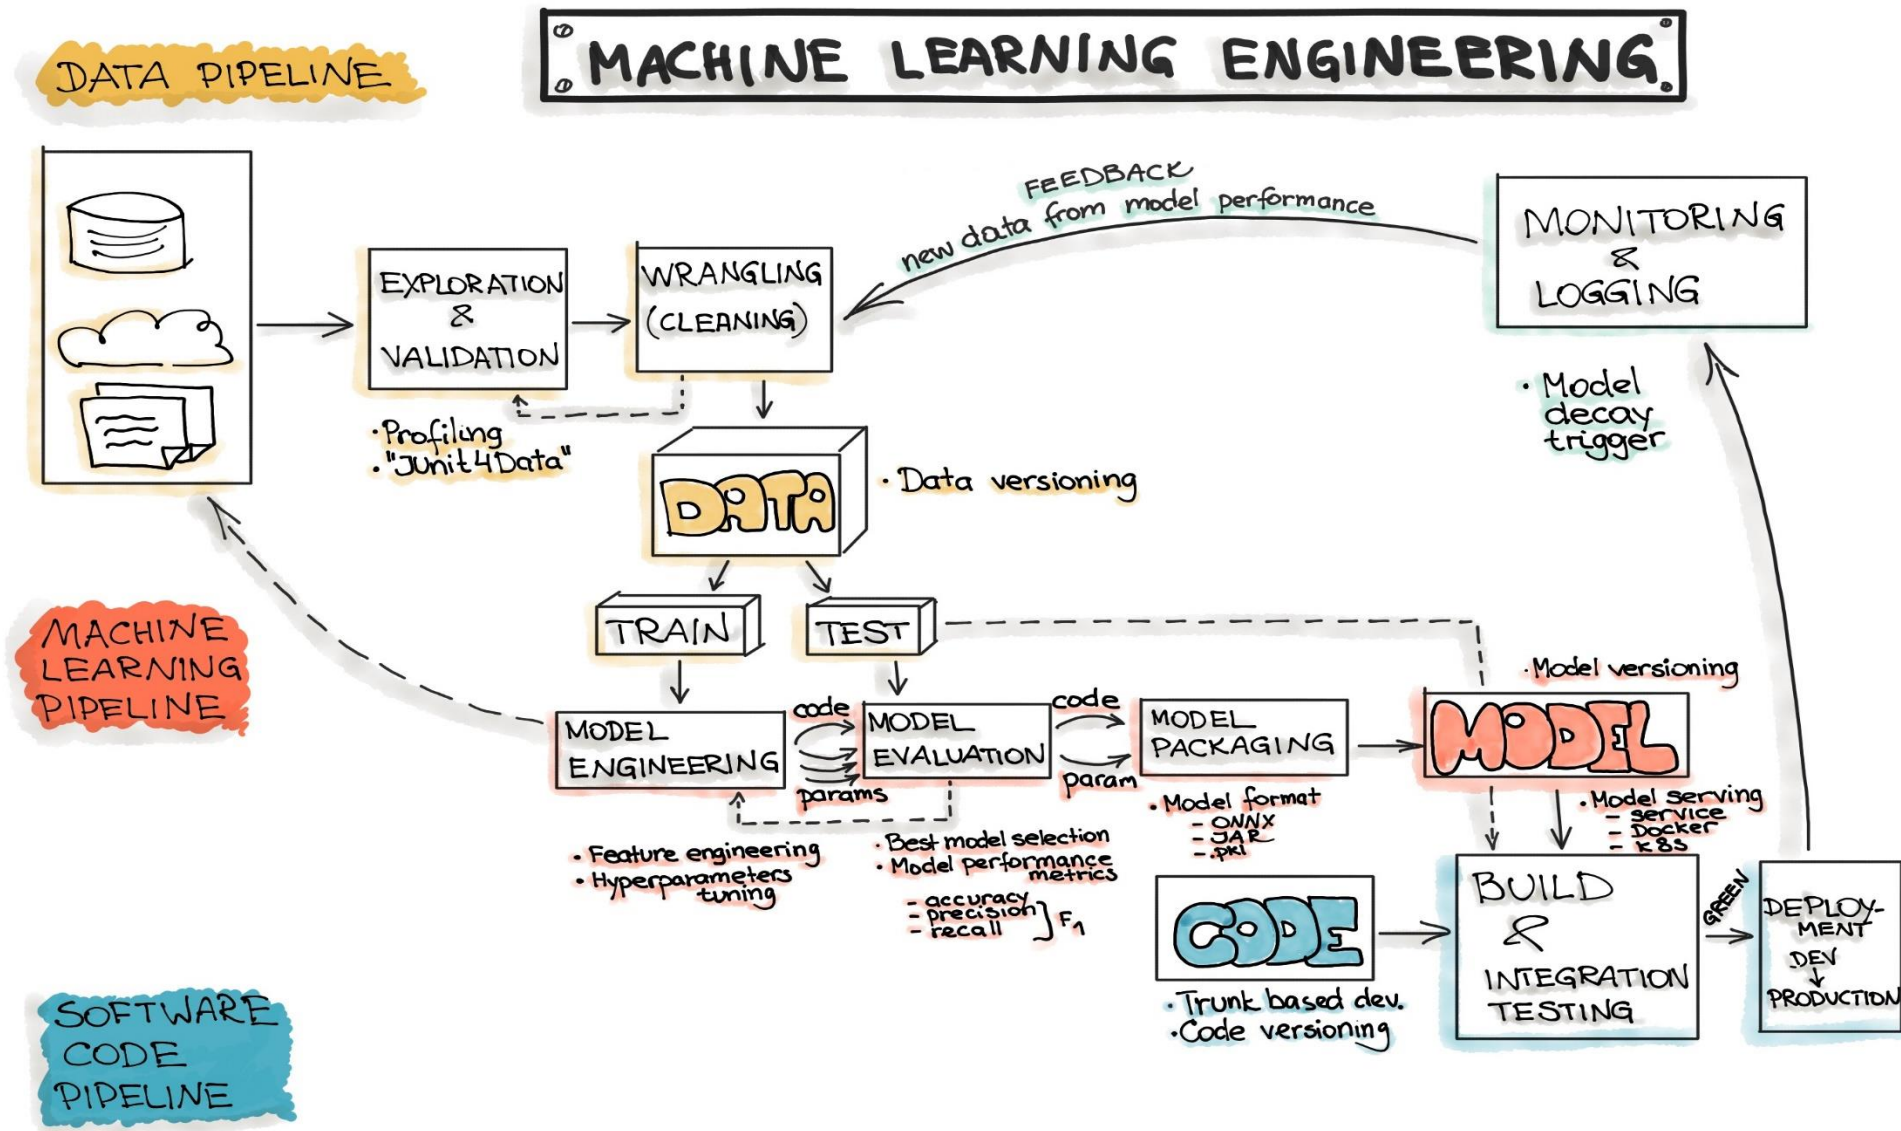 DATA PIPELINE
MACHINE LEARNING ENGINEERING
EXPLORATION
&
VALIDATION
· Profiling
· "JUnit4Data"
WRANGLING
(CLEANING)
FEEDBACK
new data from model performance
MONITORING
&
LOGGING
· Model
decay
trigger
DATA
· Data versioning
TRAIN
TEST
MACHINE
LEARNING
PIPELINE
MODEL
ENGINEERING
· Feature engineering
· Hyperparameters
tuning
code
params
MODEL
EVALUATION
· Best model selection
· Model performance
metrics
- accuracy
- precision
- recall
F1
code
param
MODEL
PACKAGING
· Model format
- ONNX
- JAR
- .pkl
· Model versioning
MODEL
· Model serving
- service
- Docker
- K8S
CODE
· Trunk based dev.
· Code versioning
BUILD
&
INTEGRATION
TESTING
GREEN
DEPLOY-
MENT
DEV
PRODUCTION
SOFTWARE
CODE
PIPELINE